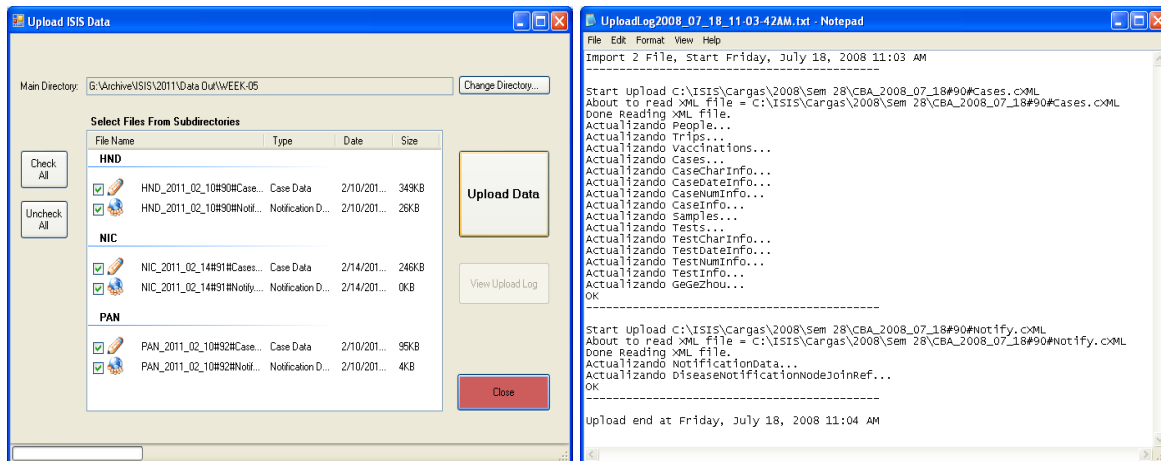 Upload ISIS Data
Main Directory: G:\Archive\ISIS\2011\Data Out\WEEK-05 Change Directory...
Select Files From Subdirectories
File Name Type Date Size
Check All
Uncheck All
HND
HND_2011_02_10#90#Case... Case Data 2/10/201... 349KB
HND_2011_02_10#90#Notif... Notification D... 2/10/201... 26KB
NIC
NIC_2011_02_14#91#Cases... Case Data 2/14/201... 246KB
NIC_2011_02_14#91#Notify.... Notification D... 2/14/201... 0KB
PAN
PAN_2011_02_10#92#Case... Case Data 2/10/201... 95KB
PAN_2011_02_10#92#Notif... Notification D... 2/10/201... 4KB
Upload Data
View Upload Log
Close
UploadLog2008_07_18_11-03-42AM.txt - Notepad
File Edit Format View Help
Import 2 File, Start Friday, July 18, 2008 11:03 AM
--------------------------------------------
Start Upload C:\ISIS\Cargas\2008\Sem 28\CBA_2008_07_18#90#Cases.cXML
About to read XML file = C:\ISIS\Cargas\2008\Sem 28\CBA_2008_07_18#90#Cases.cXML
Done Reading XML file.
Actualizando People...
Actualizando Trips...
Actualizando Vaccinations...
Actualizando Cases...
Actualizando CaseCharInfo...
Actualizando CaseDateInfo...
Actualizando CaseNumInfo...
Actualizando CaseInfo...
Actualizando Samples...
Actualizando Tests...
Actualizando TestCharInfo...
Actualizando TestDateInfo...
Actualizando TestNumInfo...
Actualizando TestInfo...
Actualizando GeGeZhou...
OK
--------------------------------------------
Start Upload C:\ISIS\Cargas\2008\Sem 28\CBA_2008_07_18#90#Notify.cXML
About to read XML file = C:\ISIS\Cargas\2008\Sem 28\CBA_2008_07_18#90#Notify.cXML
Done Reading XML file.
Actualizando NotificationData...
Actualizando DiseaseNotificationNodeJoinRef...
OK
--------------------------------------------
Upload end at Friday, July 18, 2008 11:04 AM